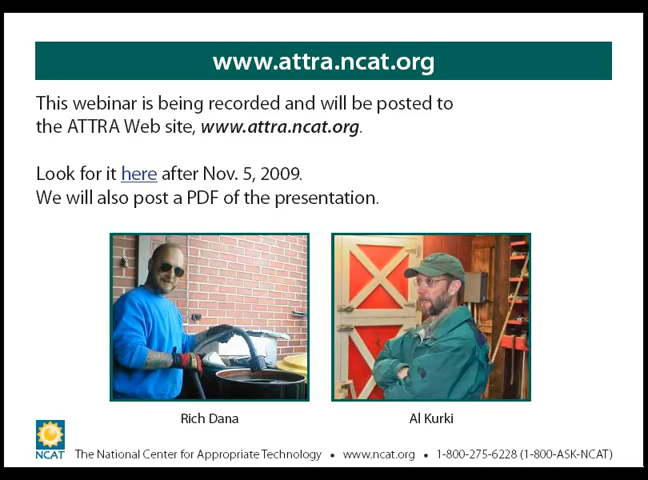 www.attra.ncat.org
This webinar is being recorded and will be posted to
the ATTRA Web site, www.attra.ncat.org.
Look for it here after Nov. 5, 2009.
We will also post a PDF of the presentation.
Rich Dana
Al Kurki
NCAT
The National Center for Appropriate Technology • www.ncat.org • 1-800-275-6228 (1-800-ASK-NCAT)